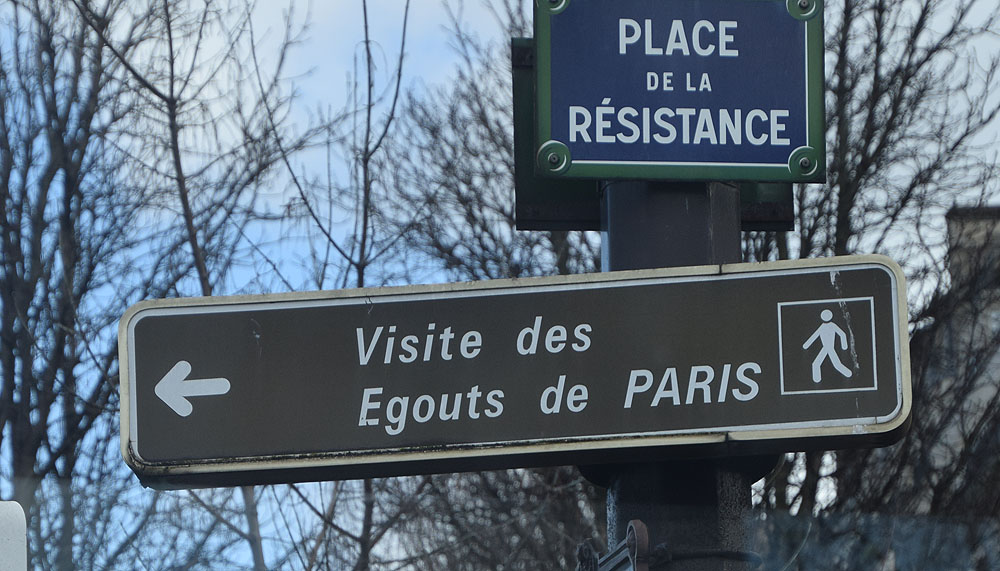 PLACE
DE LA
RÉSISTANCE
Visite des
Egouts de PARIS